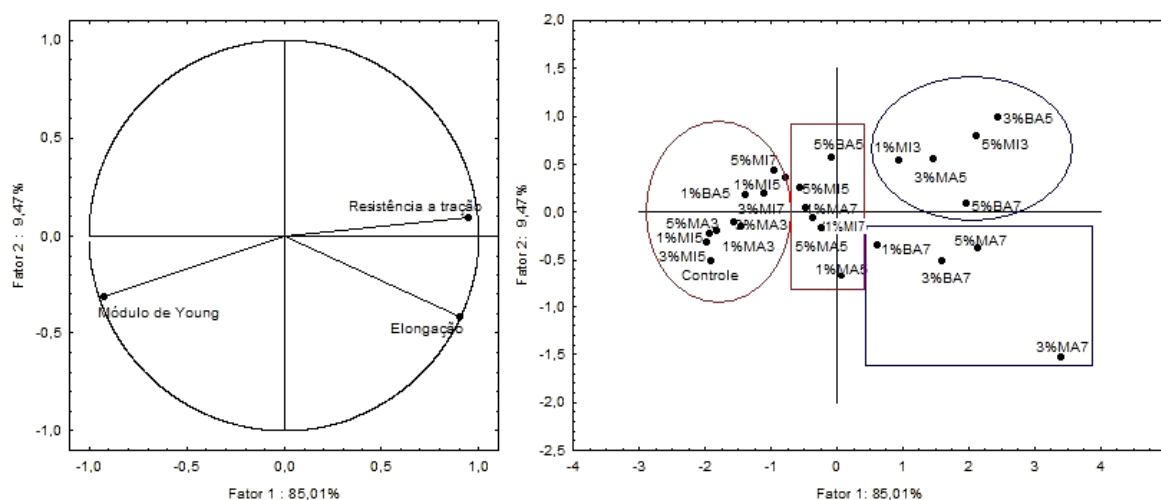 1,0
0,5
0,0
-0,5
-1,0
Fator 2 : 9,47%
Resistência a tração
Módulo de Young
Elongação
-1,0
-0,5
0,0
0,5
1,0
Fator 1 : 85,01%
2,0
1,5
1,0
0,5
0,0
-0,5
-1,0
-1,5
-2,0
-2,5
Fator 2: 9,47%
3%BA5
5%MI3
1%MI3
3%MA5
5%BA7
5%BA5
5%MI7
1%MI5
5%MI5
1%BA5
3%MI7
1%MA7
5%MA3
1%MI7
1%MI5
1%MA3
5%MA5
3%MI5
Controle
1%MA5
1%BA7
5%MA7
3%BA7
3%MA7
-4
-3
-2
-1
0
1
2
3
4
5
Fator 1: 85,01%